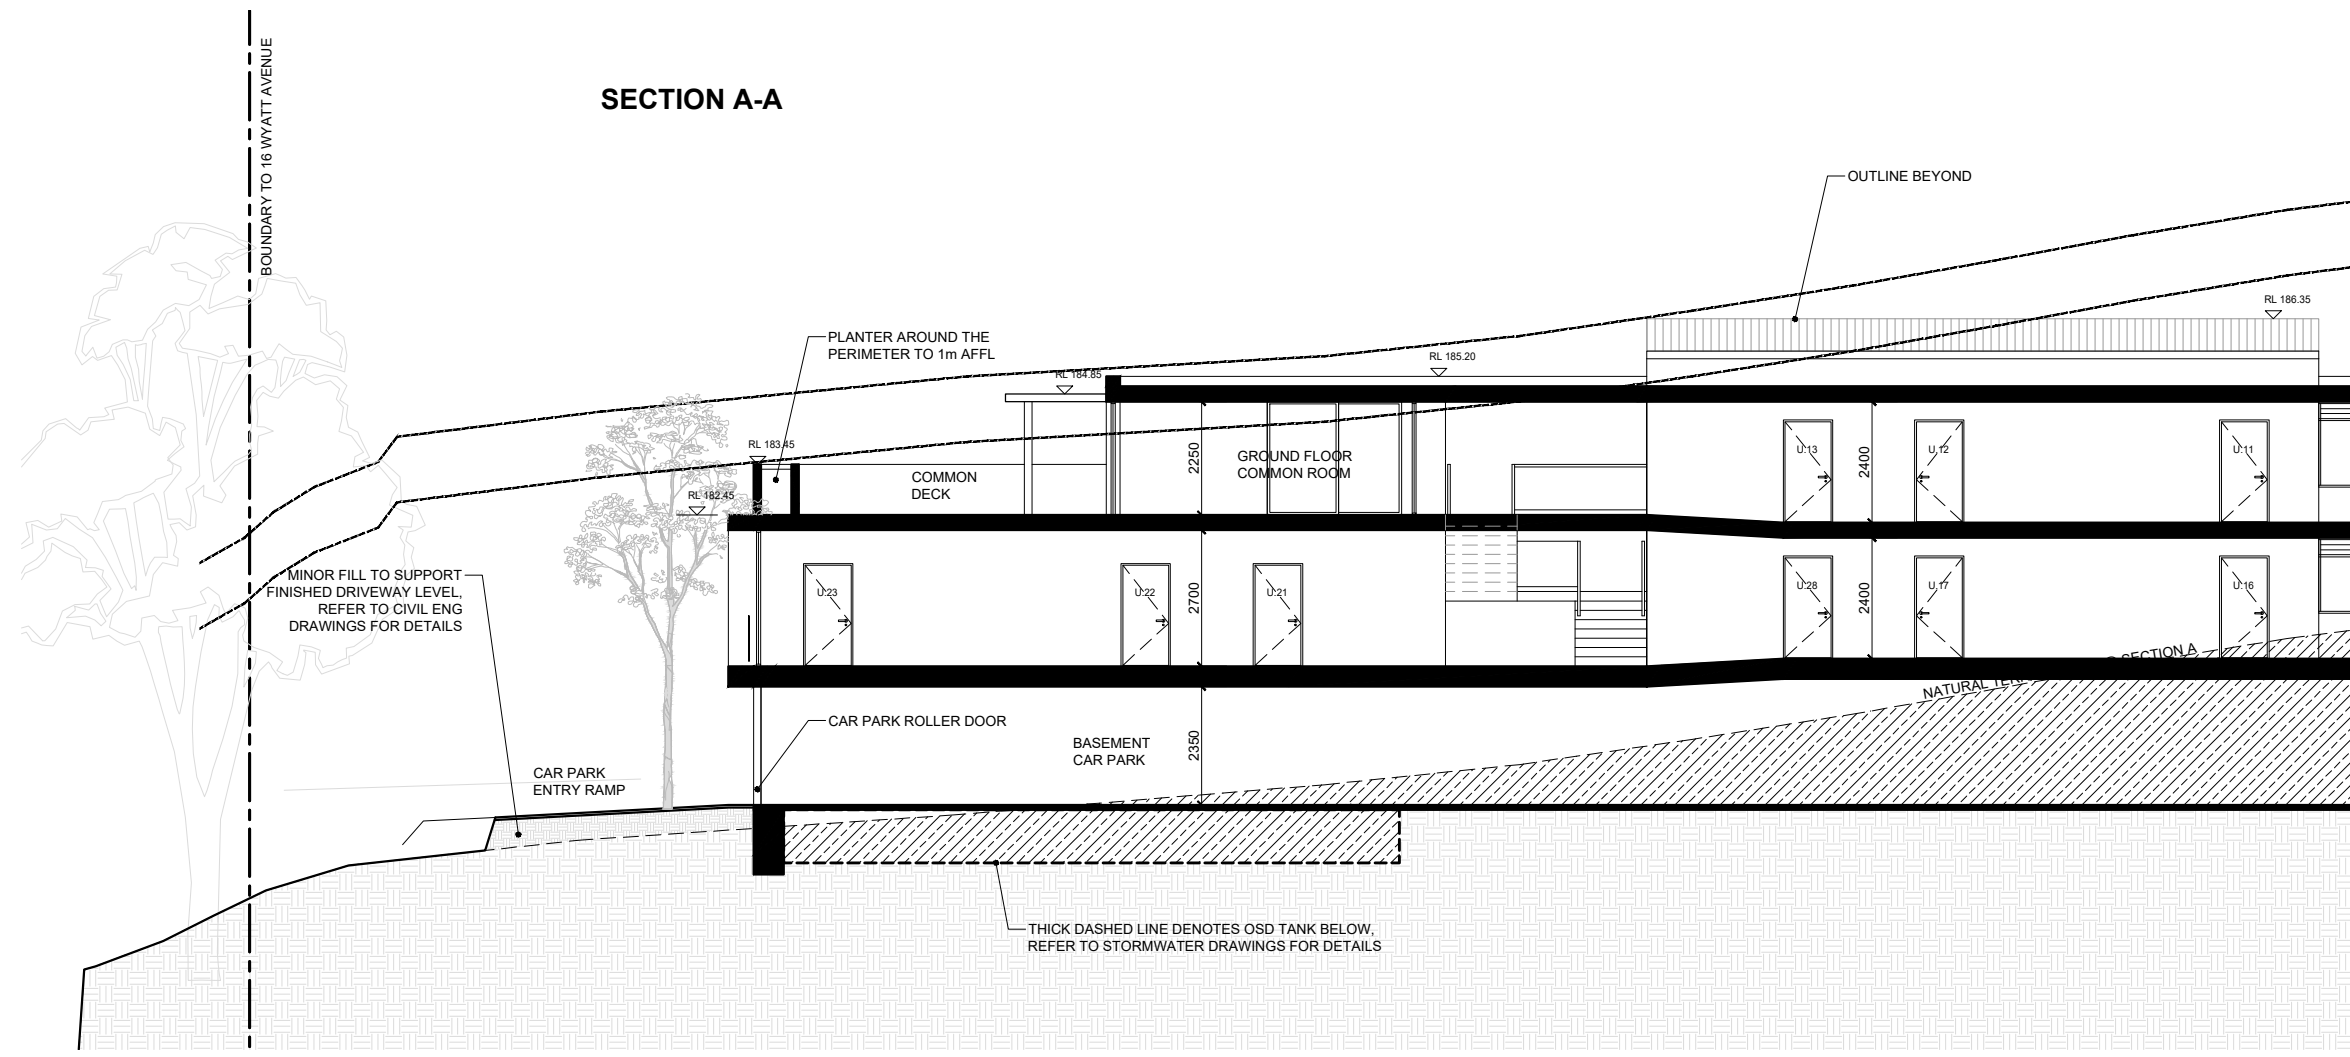 SECTION A-A
BOUNDARY TO 16 WYATT AVENUE
OUTLINE BEYOND
RL 186.35
PLANTER AROUND THE
PERIMETER TO 1m AFFL
RL 184.85
RL 185.20
RL 183.45
RL 182.45
COMMON
DECK
2250
GROUND FLOOR
COMMON ROOM
U.13
2400
U.12
U.11
MINOR FILL TO SUPPORT
FINISHED DRIVEWAY LEVEL,
REFER TO CIVIL ENG
DRAWINGS FOR DETAILS
U.23
U.22
2700
U.21
U.28
2400
U.17
U.16
NATURAL
SECTION A
CAR PARK ROLLER DOOR
BASEMENT
CAR PARK
2350
CAR PARK
ENTRY RAMP
THICK DASHED LINE DENOTES OSD TANK BELOW,
REFER TO STORMWATER DRAWINGS FOR DETAILS